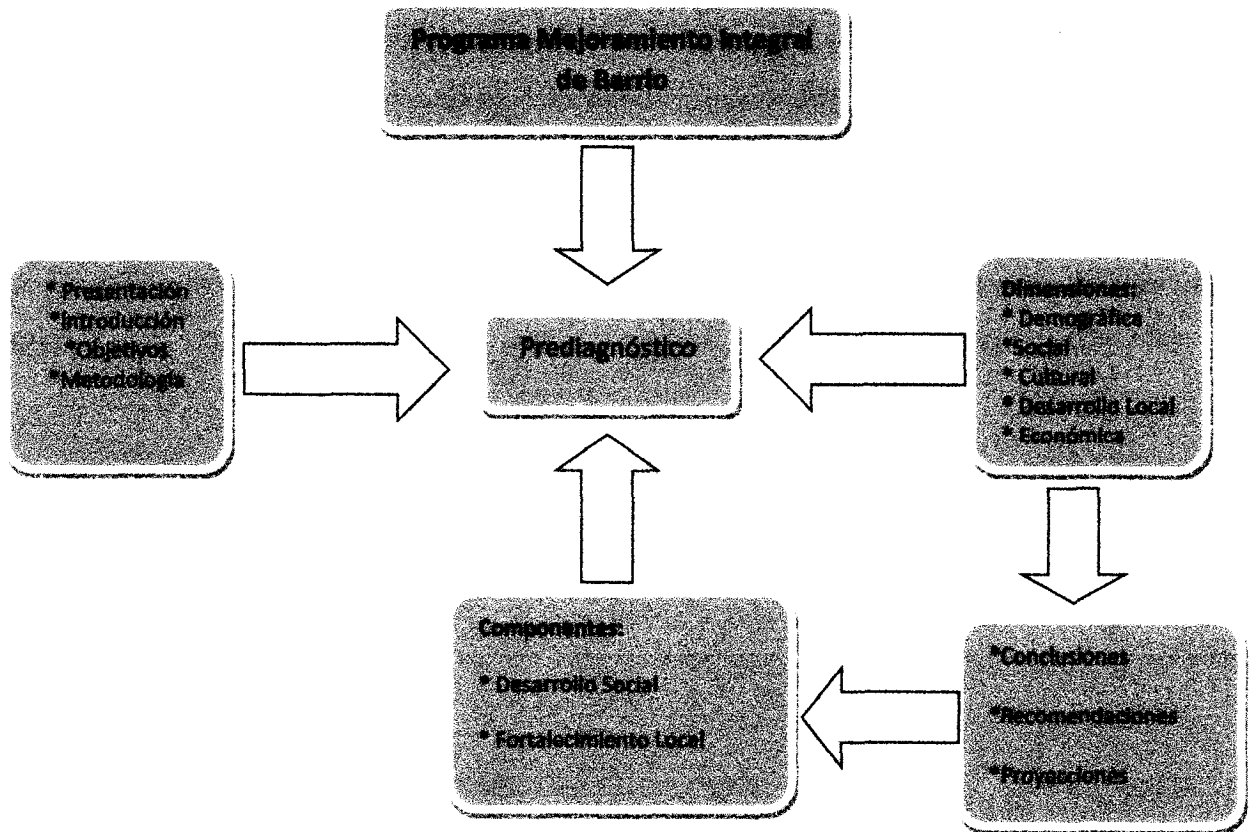 Programa Mejoramiento Integral
de Barrio
* Presentación
*Introducción
*Objetivos
*Metodología
Prediagnóstico
Dimensiones:
* Demográfica
*Social
* Cultural
* Desarrollo Local
* Económica
Componentes:
* Desarrollo Social
* Fortalecimiento Local
*Conclusiones
*Recomendaciones
*Proyecciones